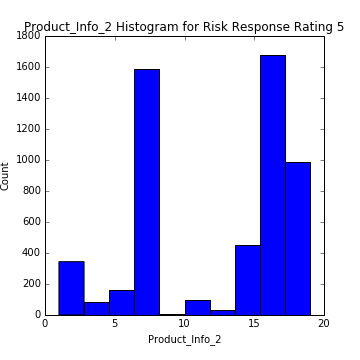 Product_Info_2 Histogram for Risk Response Rating 5
1800
1600
1400
1200
1000
800
600
400
200
0
Count
0 5 10 15 20
Product_Info_2